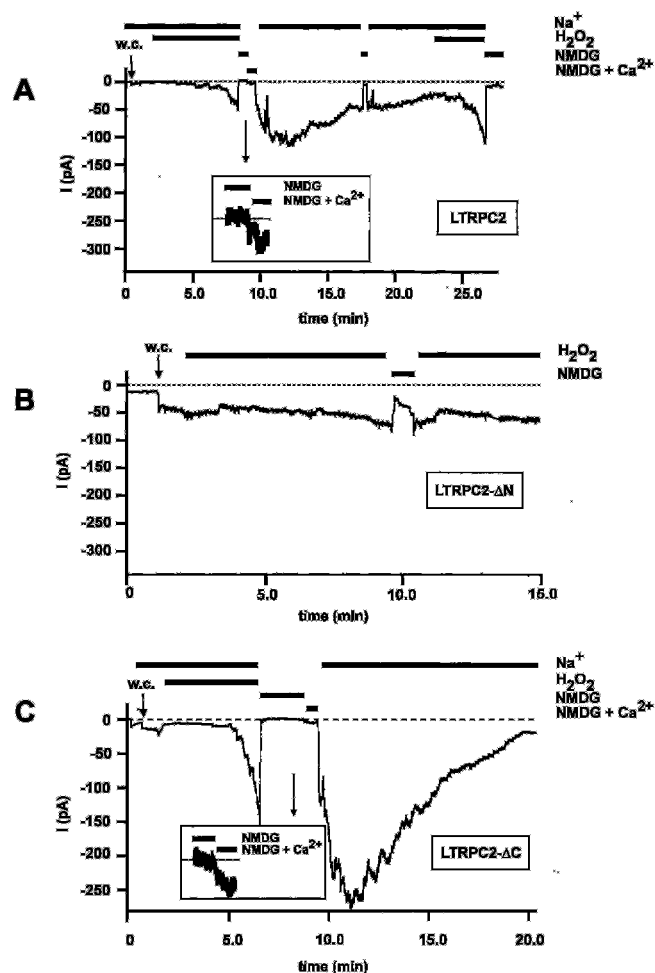 Na⁺
H₂O₂
NMDG
NMDG + Ca²⁺
w.c.
A
I (pA)
0
-50
-100
-150
-200
-250
-300
NMDG
NMDG + Ca²⁺
LTRPC2
0 5.0 10.0 15.0 20.0 25.0
time (min)
H₂O₂
NMDG
w.c.
B
I (pA)
0
-50
-100
-150
-200
-250
-300
LTRPC2-ΔN
0 5.0 10.0 15.0
time (min)
Na⁺
H₂O₂
NMDG
NMDG + Ca²⁺
w.c.
C
I (pA)
0
-50
-100
-150
-200
-250
NMDG
NMDG + Ca²⁺
LTRPC2-ΔC
0 5.0 10.0 15.0 20.0
time (min)